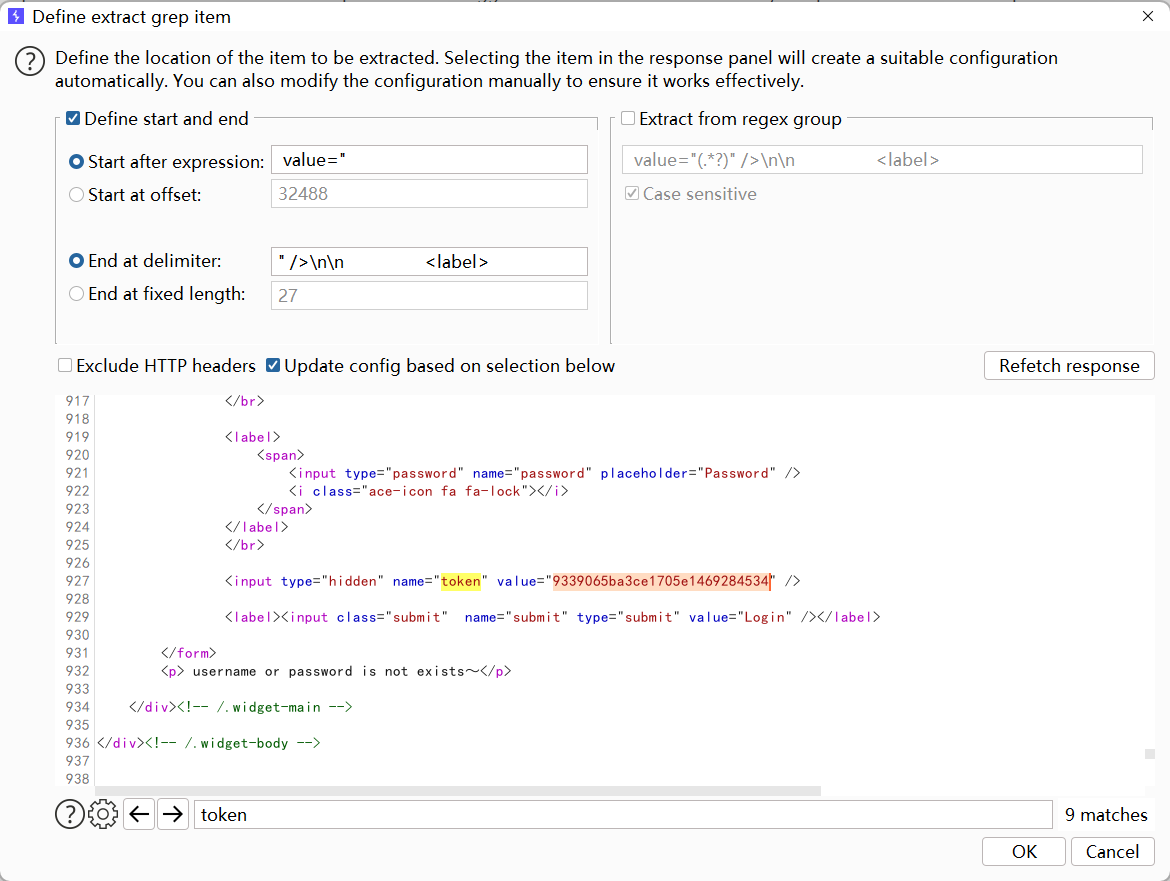 Define extract grep item
Define the location of the item to be extracted. Selecting the item in the response panel will create a suitable configuration
automatically. You can also modify the configuration manually to ensure it works effectively.
Define start and end
Start after expression: value="
Start at offset: 32488
End at delimiter: " />\n\n                <label>
End at fixed length: 27
Extract from regex group
value="(.*?)" />\n\n                <label>
Case sensitive
Exclude HTTP headers Update config based on selection below
Refetch response
917                 </br>
918
919                 <label>
920                     <span>
921                         <input type="password" name="password" placeholder="Password" />
922                         <i class="ace-icon fa fa-lock"></i>
923                     </span>
924                 </label>
925                 </br>
926
927                 <input type="hidden" name="token" value="9339065ba3ce1705e1469284534" />
928
929                 <label><input class="submit"  name="submit" type="submit" value="Login" /></label>
930
931         </form>
932         <p> username or password is not exists～</p>
933
934     </div><!-- /.widget-main -->
935
936 </div><!-- /.widget-body -->
937
938
token
9 matches
OK
Cancel